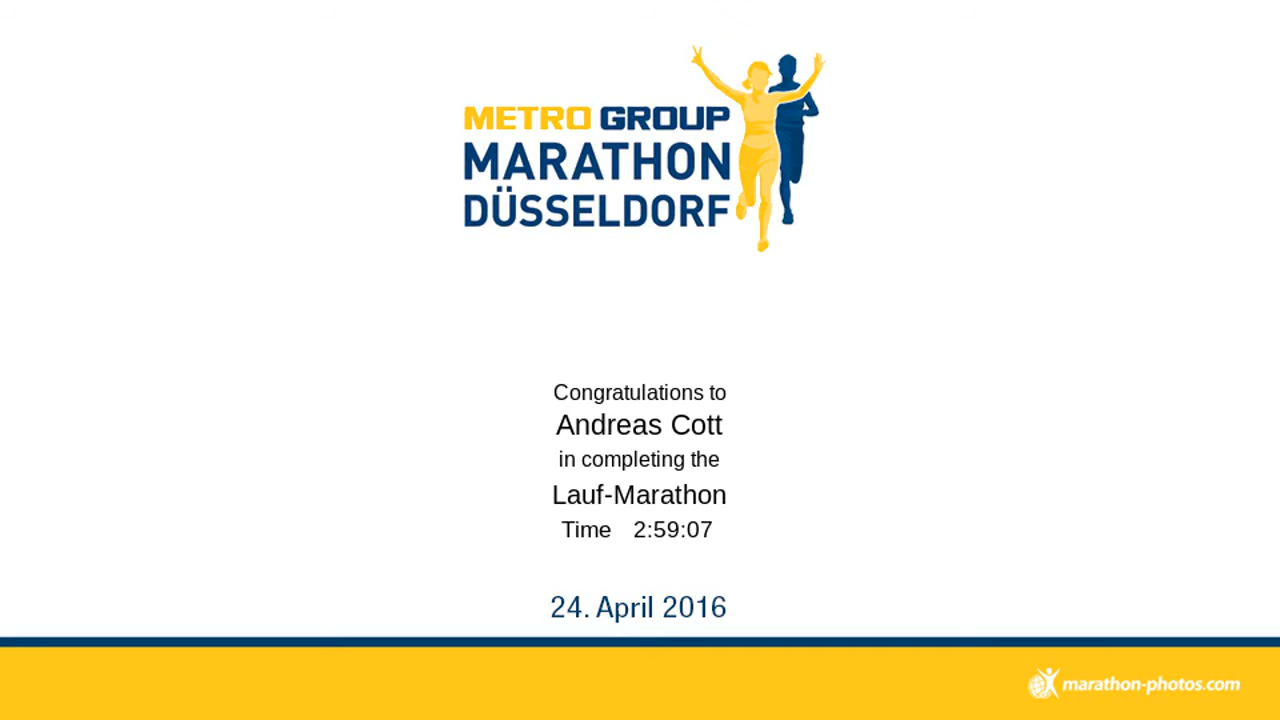 METRO GROUP
MARATHON
DÜSSELDORF
Congratulations to
Andreas Cott
in completing the
Lauf-Marathon
Time 2:59:07
24. April 2016
marathon-photos.com